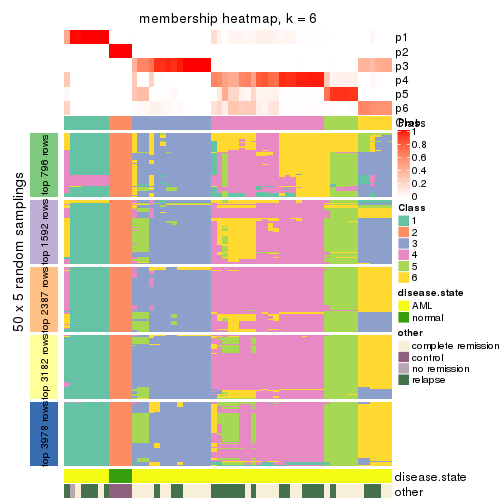 membership heatmap, k = 6
p1
p2
p3
p4
p5
p6
Class
Prob
1
0.8
0.6
0.4
0.2
0
Class
1
2
3
4
5
6
disease.state
AML
normal
other
complete remission
control
no remission
relapse
50 x 5 random samplings
top 796 rows
top 1592 rows
top 2387 rows
top 3182 rows
top 3978 rows
disease.state
other